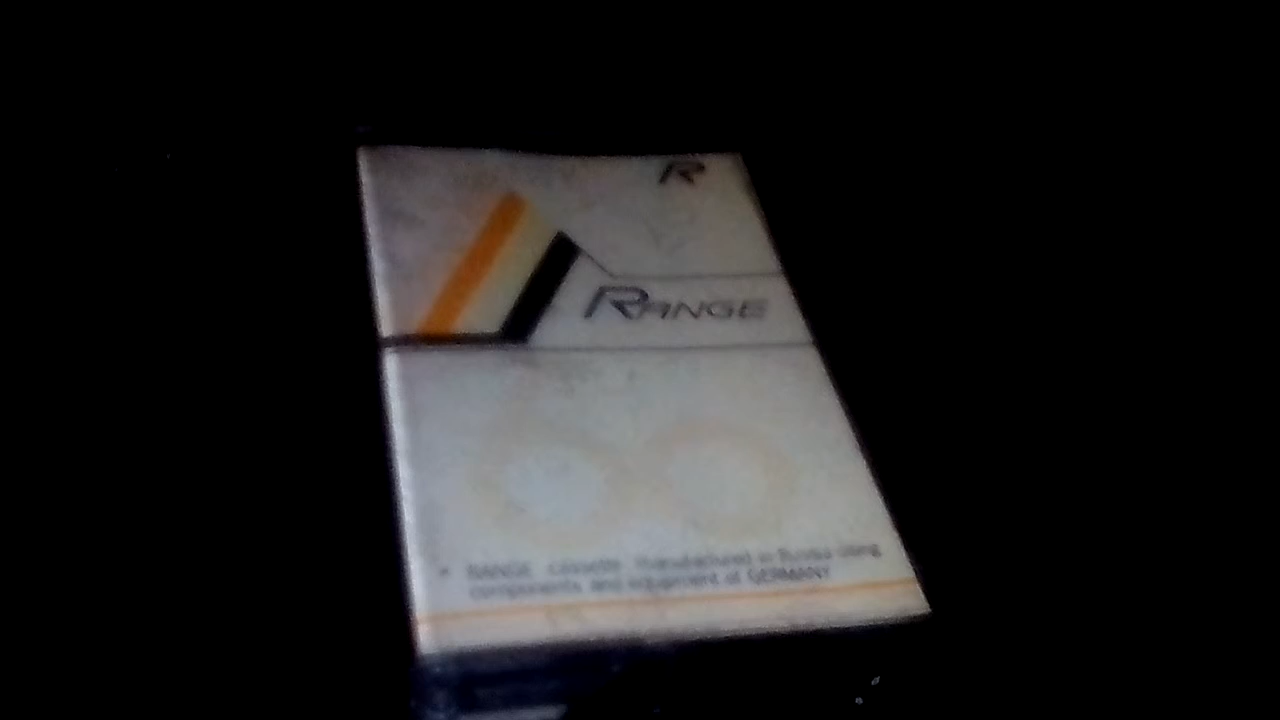 R
RANGE
RANGE cassette manufactured in Russia using
components and equipment of GERMANY